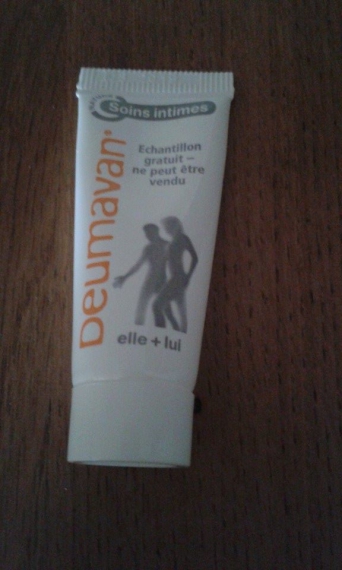 Soins intimes
Echantillon
gratuit –
ne peut être
vendu
Deumavan®
elle + lui